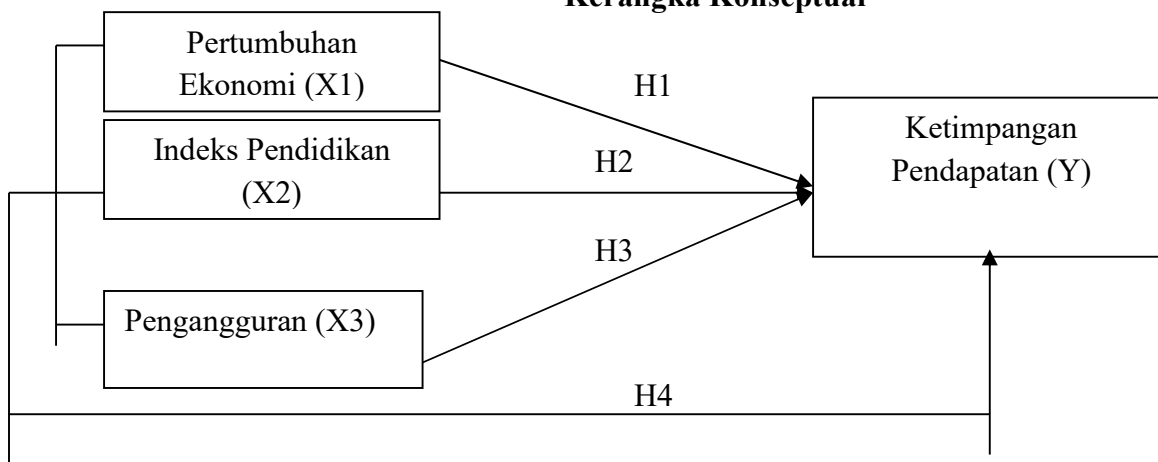 Kerangka Konseptual
Pertumbuhan
Ekonomi (X1)
H1
Ketimpangan
Pendapatan (Y)
Indeks Pendidikan
(X2)
H2
H3
Pengangguran (X3)
H4